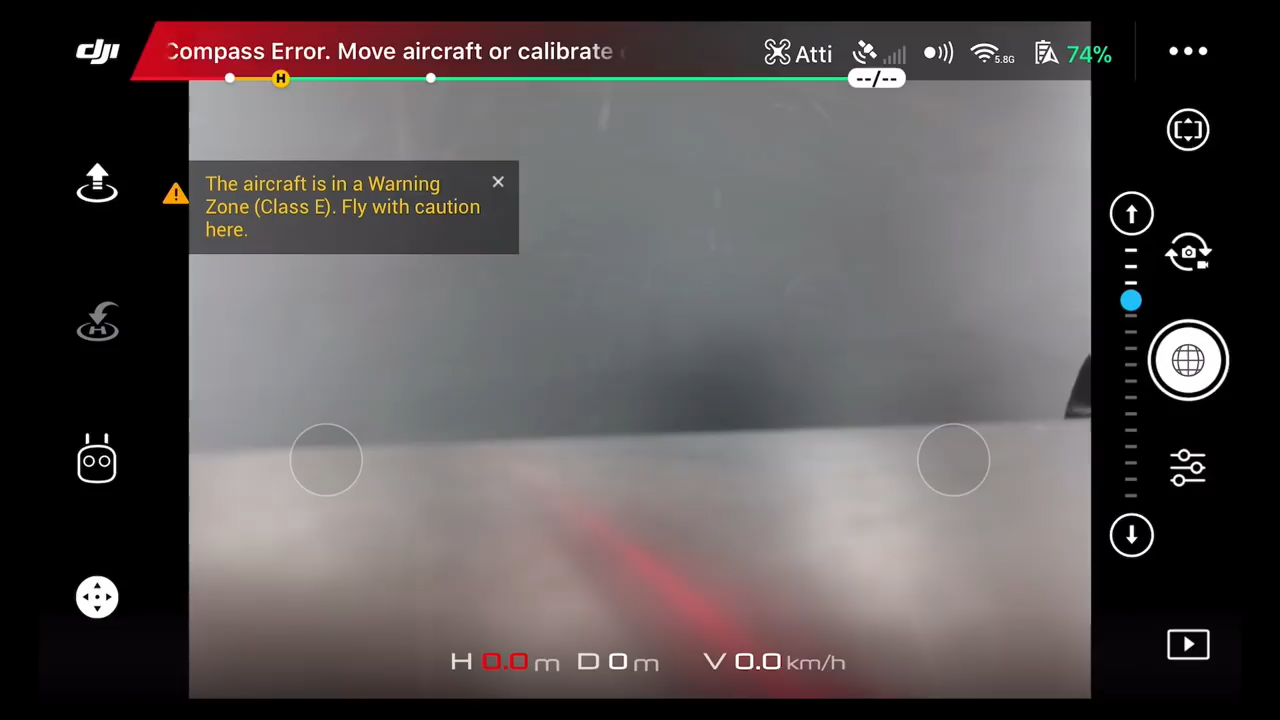 dji
Compass Error. Move aircraft or calibrate
Atti
5.8G
74%
H
--/--
The aircraft is in a Warning
Zone (Class E). Fly with caution
here.
H
H 0.0 m D 0 m V 0.0 km/h